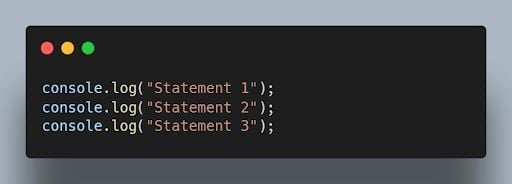 console.log("Statement 1");
console.log("Statement 2");
console.log("Statement 3");